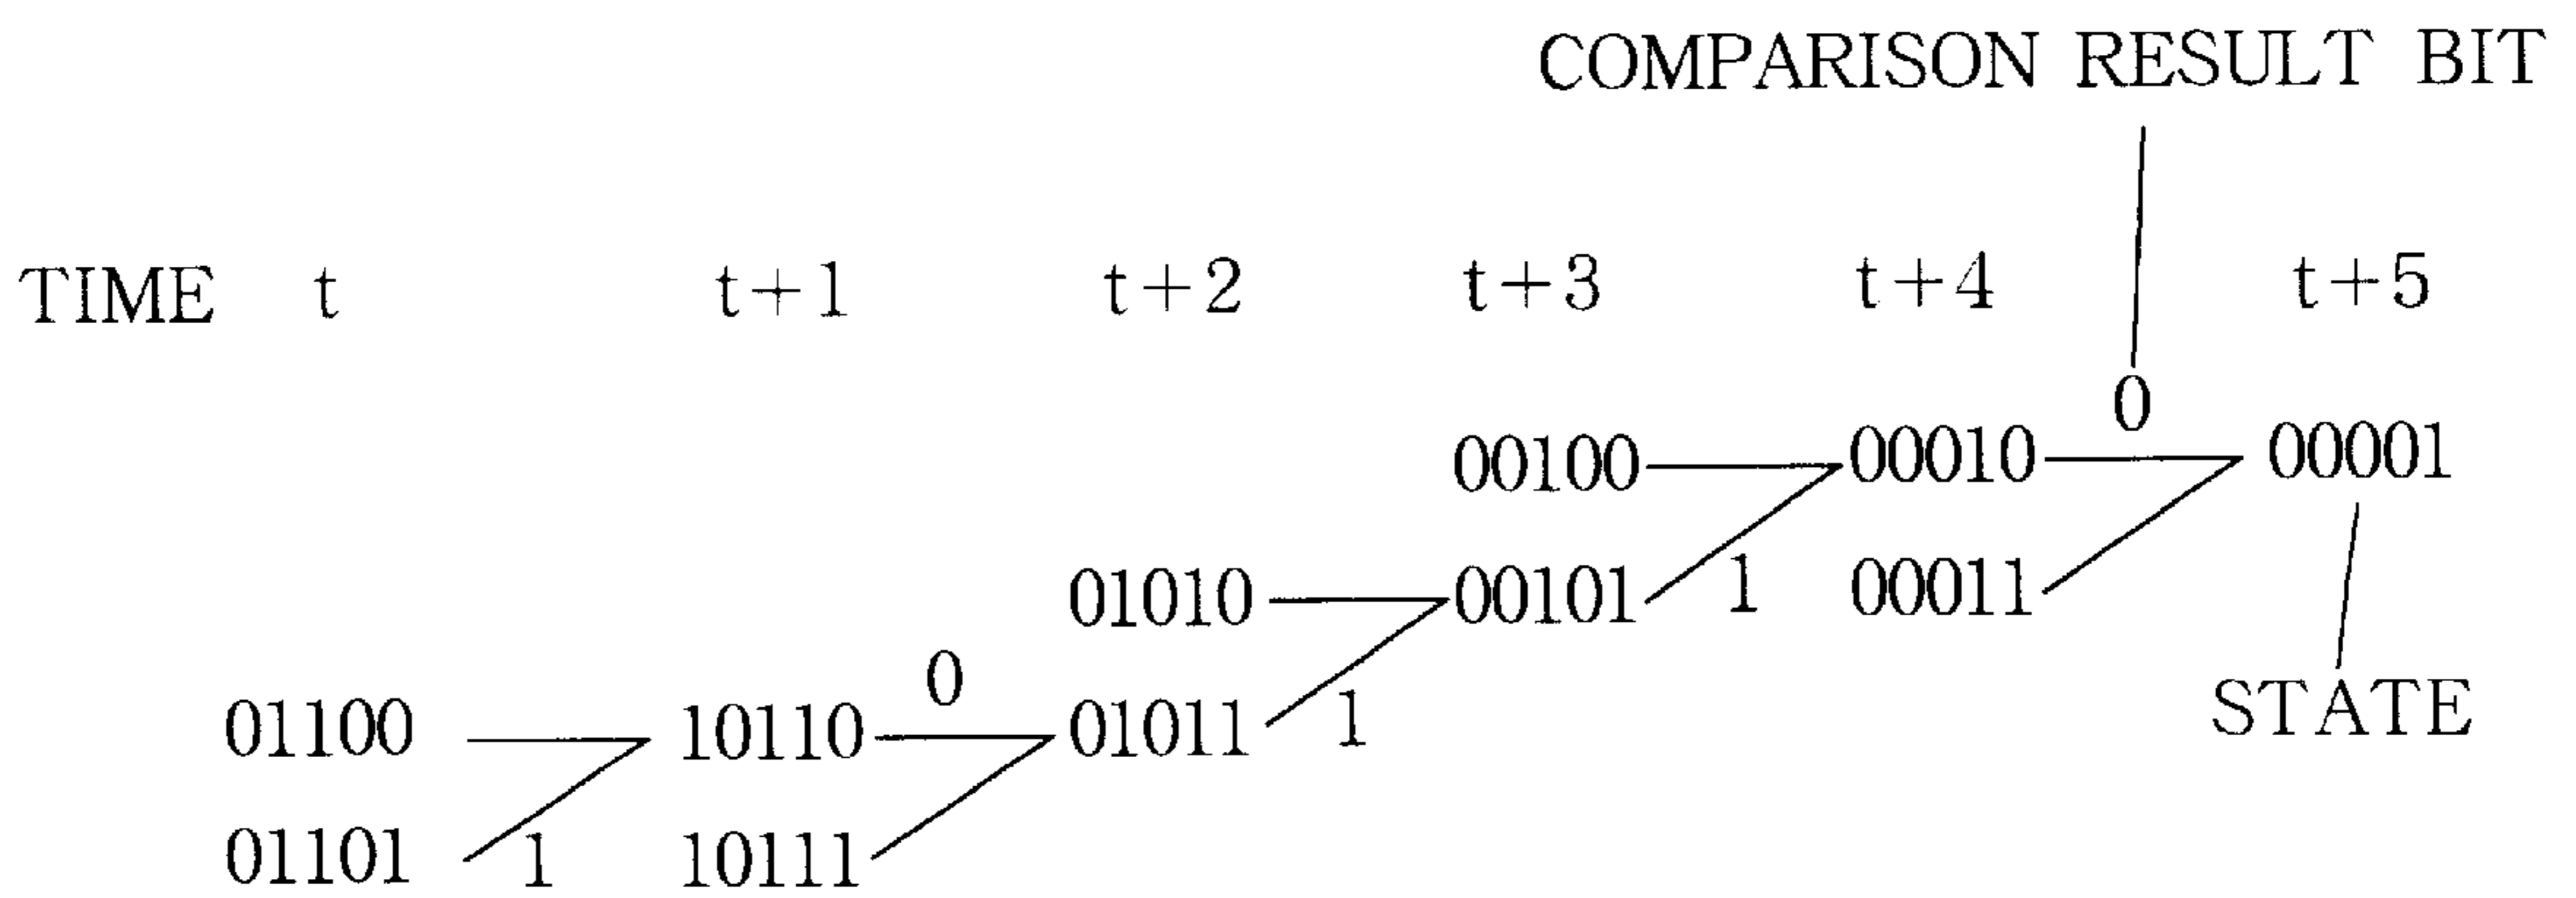 COMPARISON RESULT BIT
TIME t t+1 t+2 t+3 t+4 t+5
0
00100 00010 00001
01010 00101 1 00011
0
01100 10110 01011 1 STATE
01101 1 10111